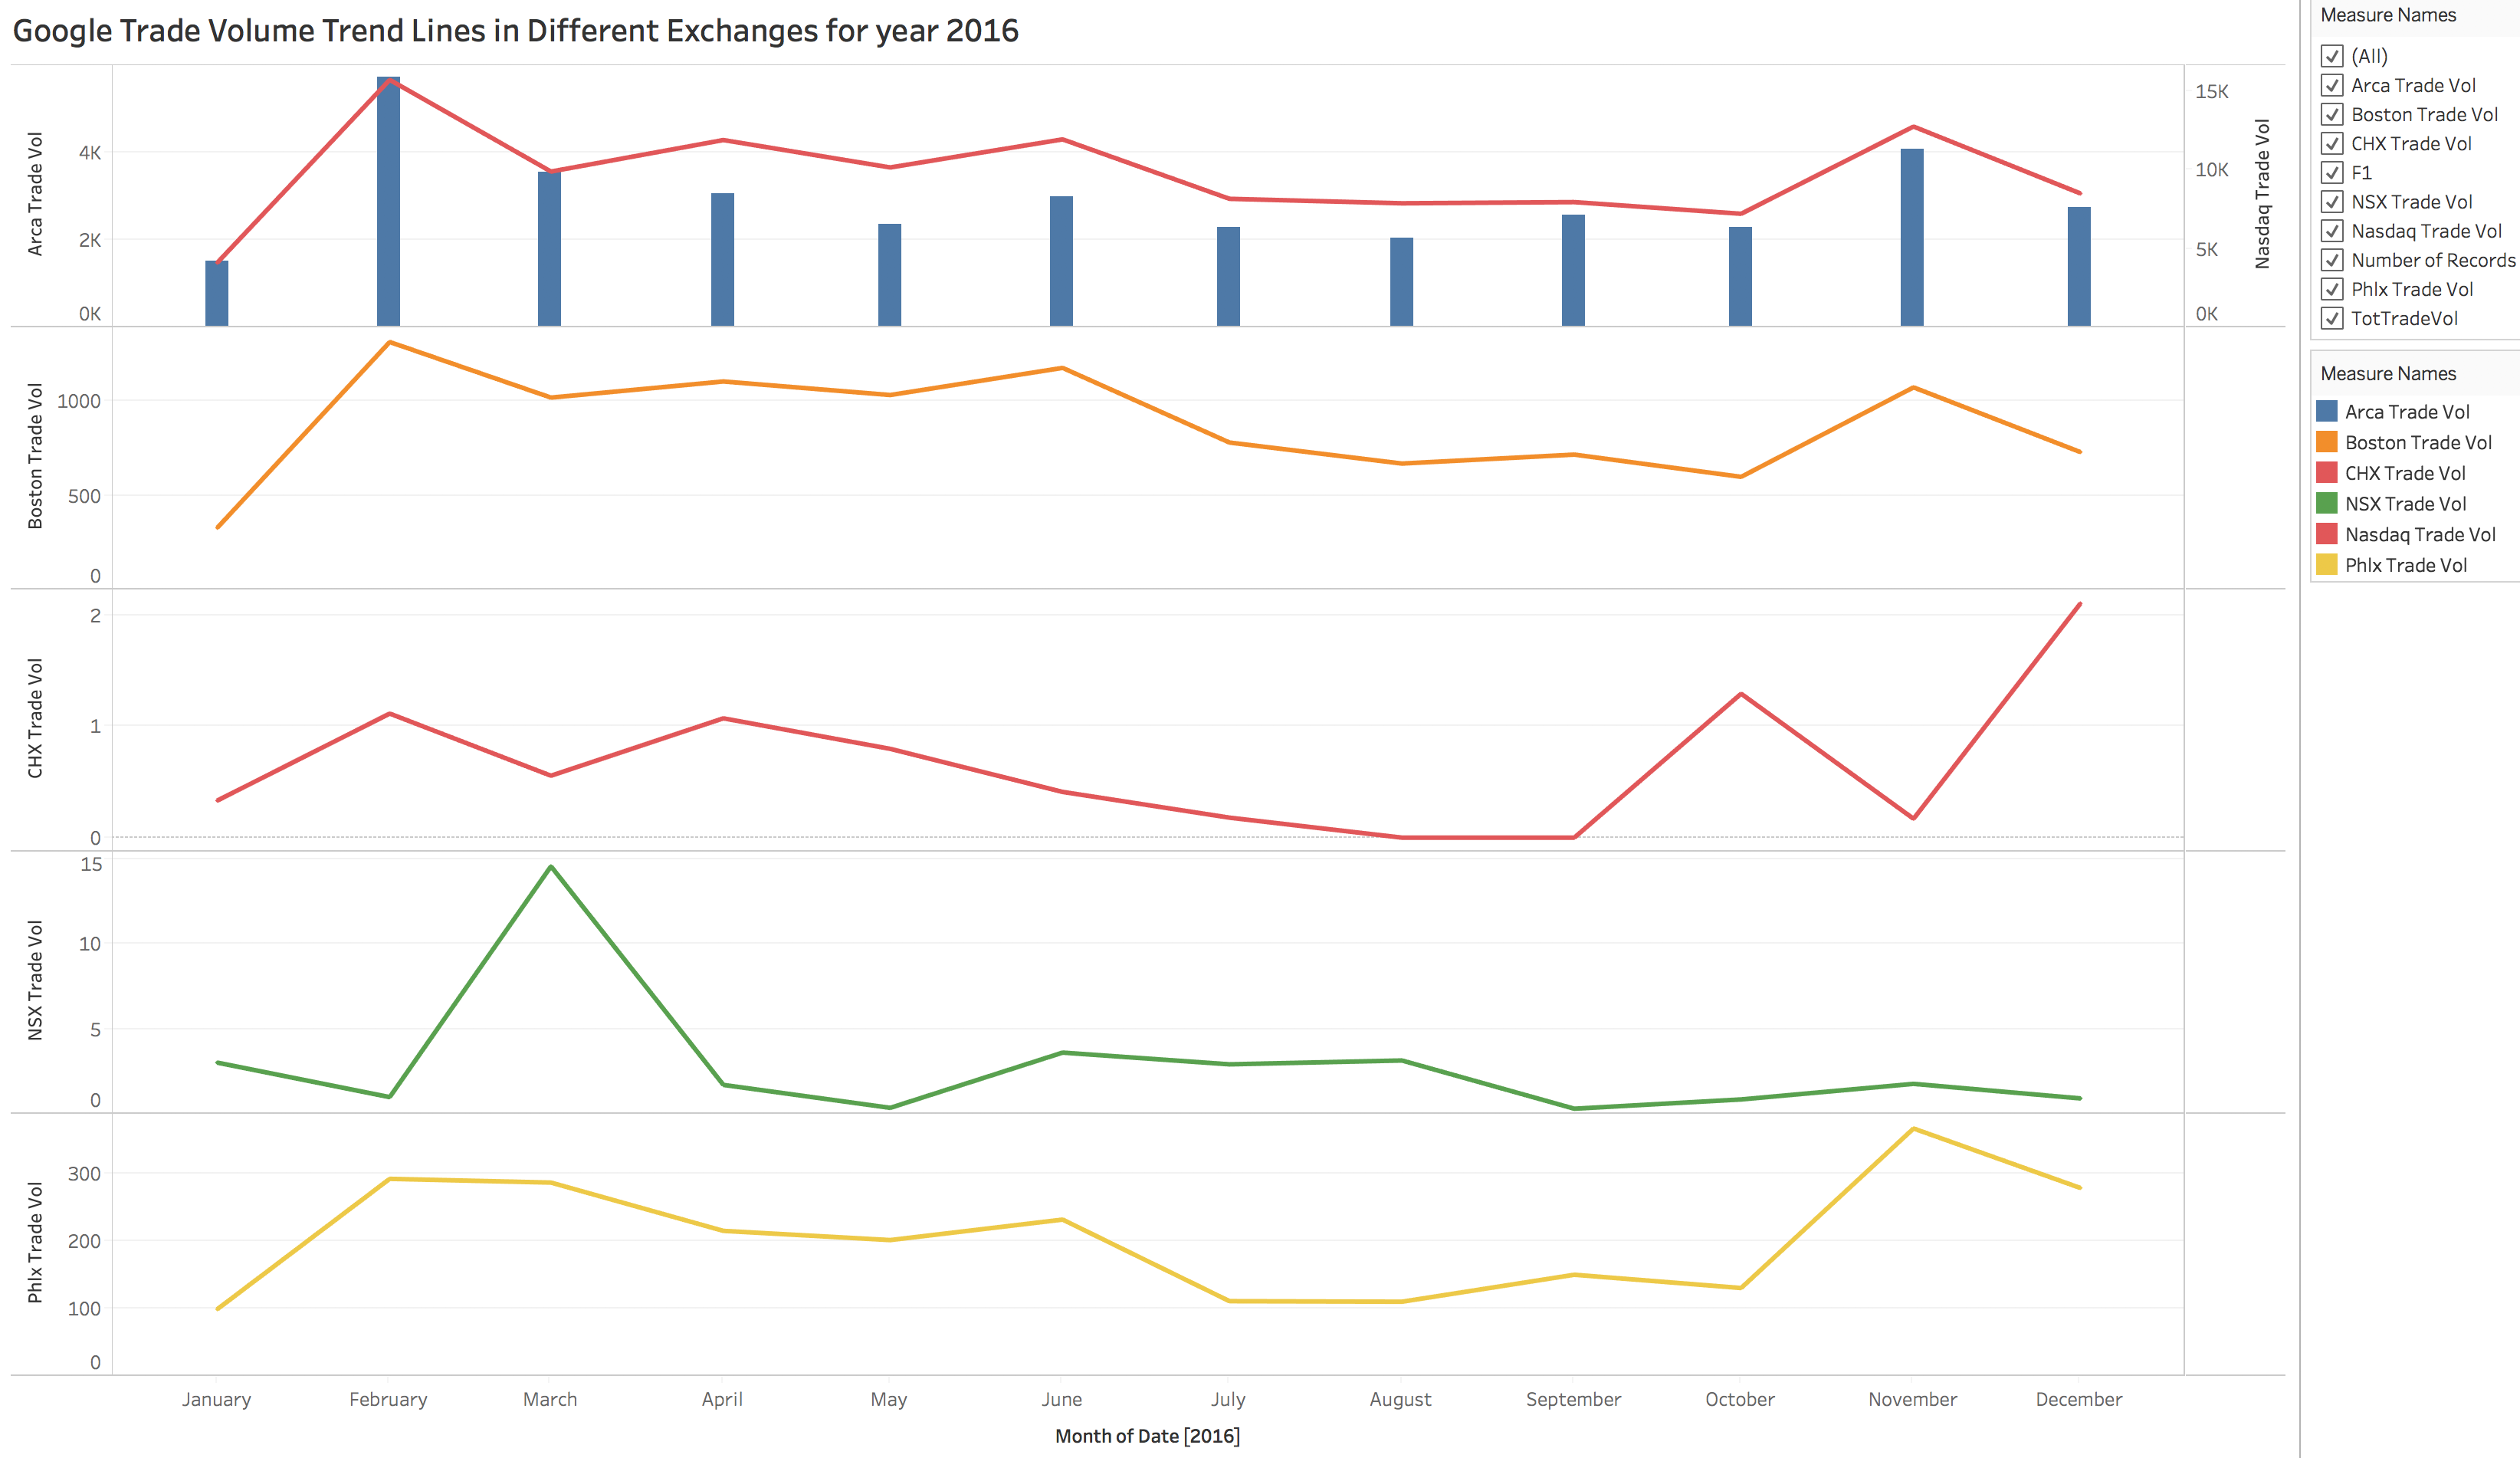 Google Trade Volume Trend Lines in Different Exchanges for year 2016
Arca Trade Vol
4K
2K
0K
15K
10K
5K
0K
Nasdaq Trade Vol
Boston Trade Vol
1000
500
0
CHX Trade Vol
2
1
0
NSX Trade Vol
15
10
5
0
Phlx Trade Vol
300
200
100
0
January February March April May June July August September October November December
Month of Date [2016]
Measure Names
(All)
Arca Trade Vol
Boston Trade Vol
CHX Trade Vol
F1
NSX Trade Vol
Nasdaq Trade Vol
Number of Records
Phlx Trade Vol
TotTradeVol
Measure Names
Arca Trade Vol
Boston Trade Vol
CHX Trade Vol
NSX Trade Vol
Nasdaq Trade Vol
Phlx Trade Vol